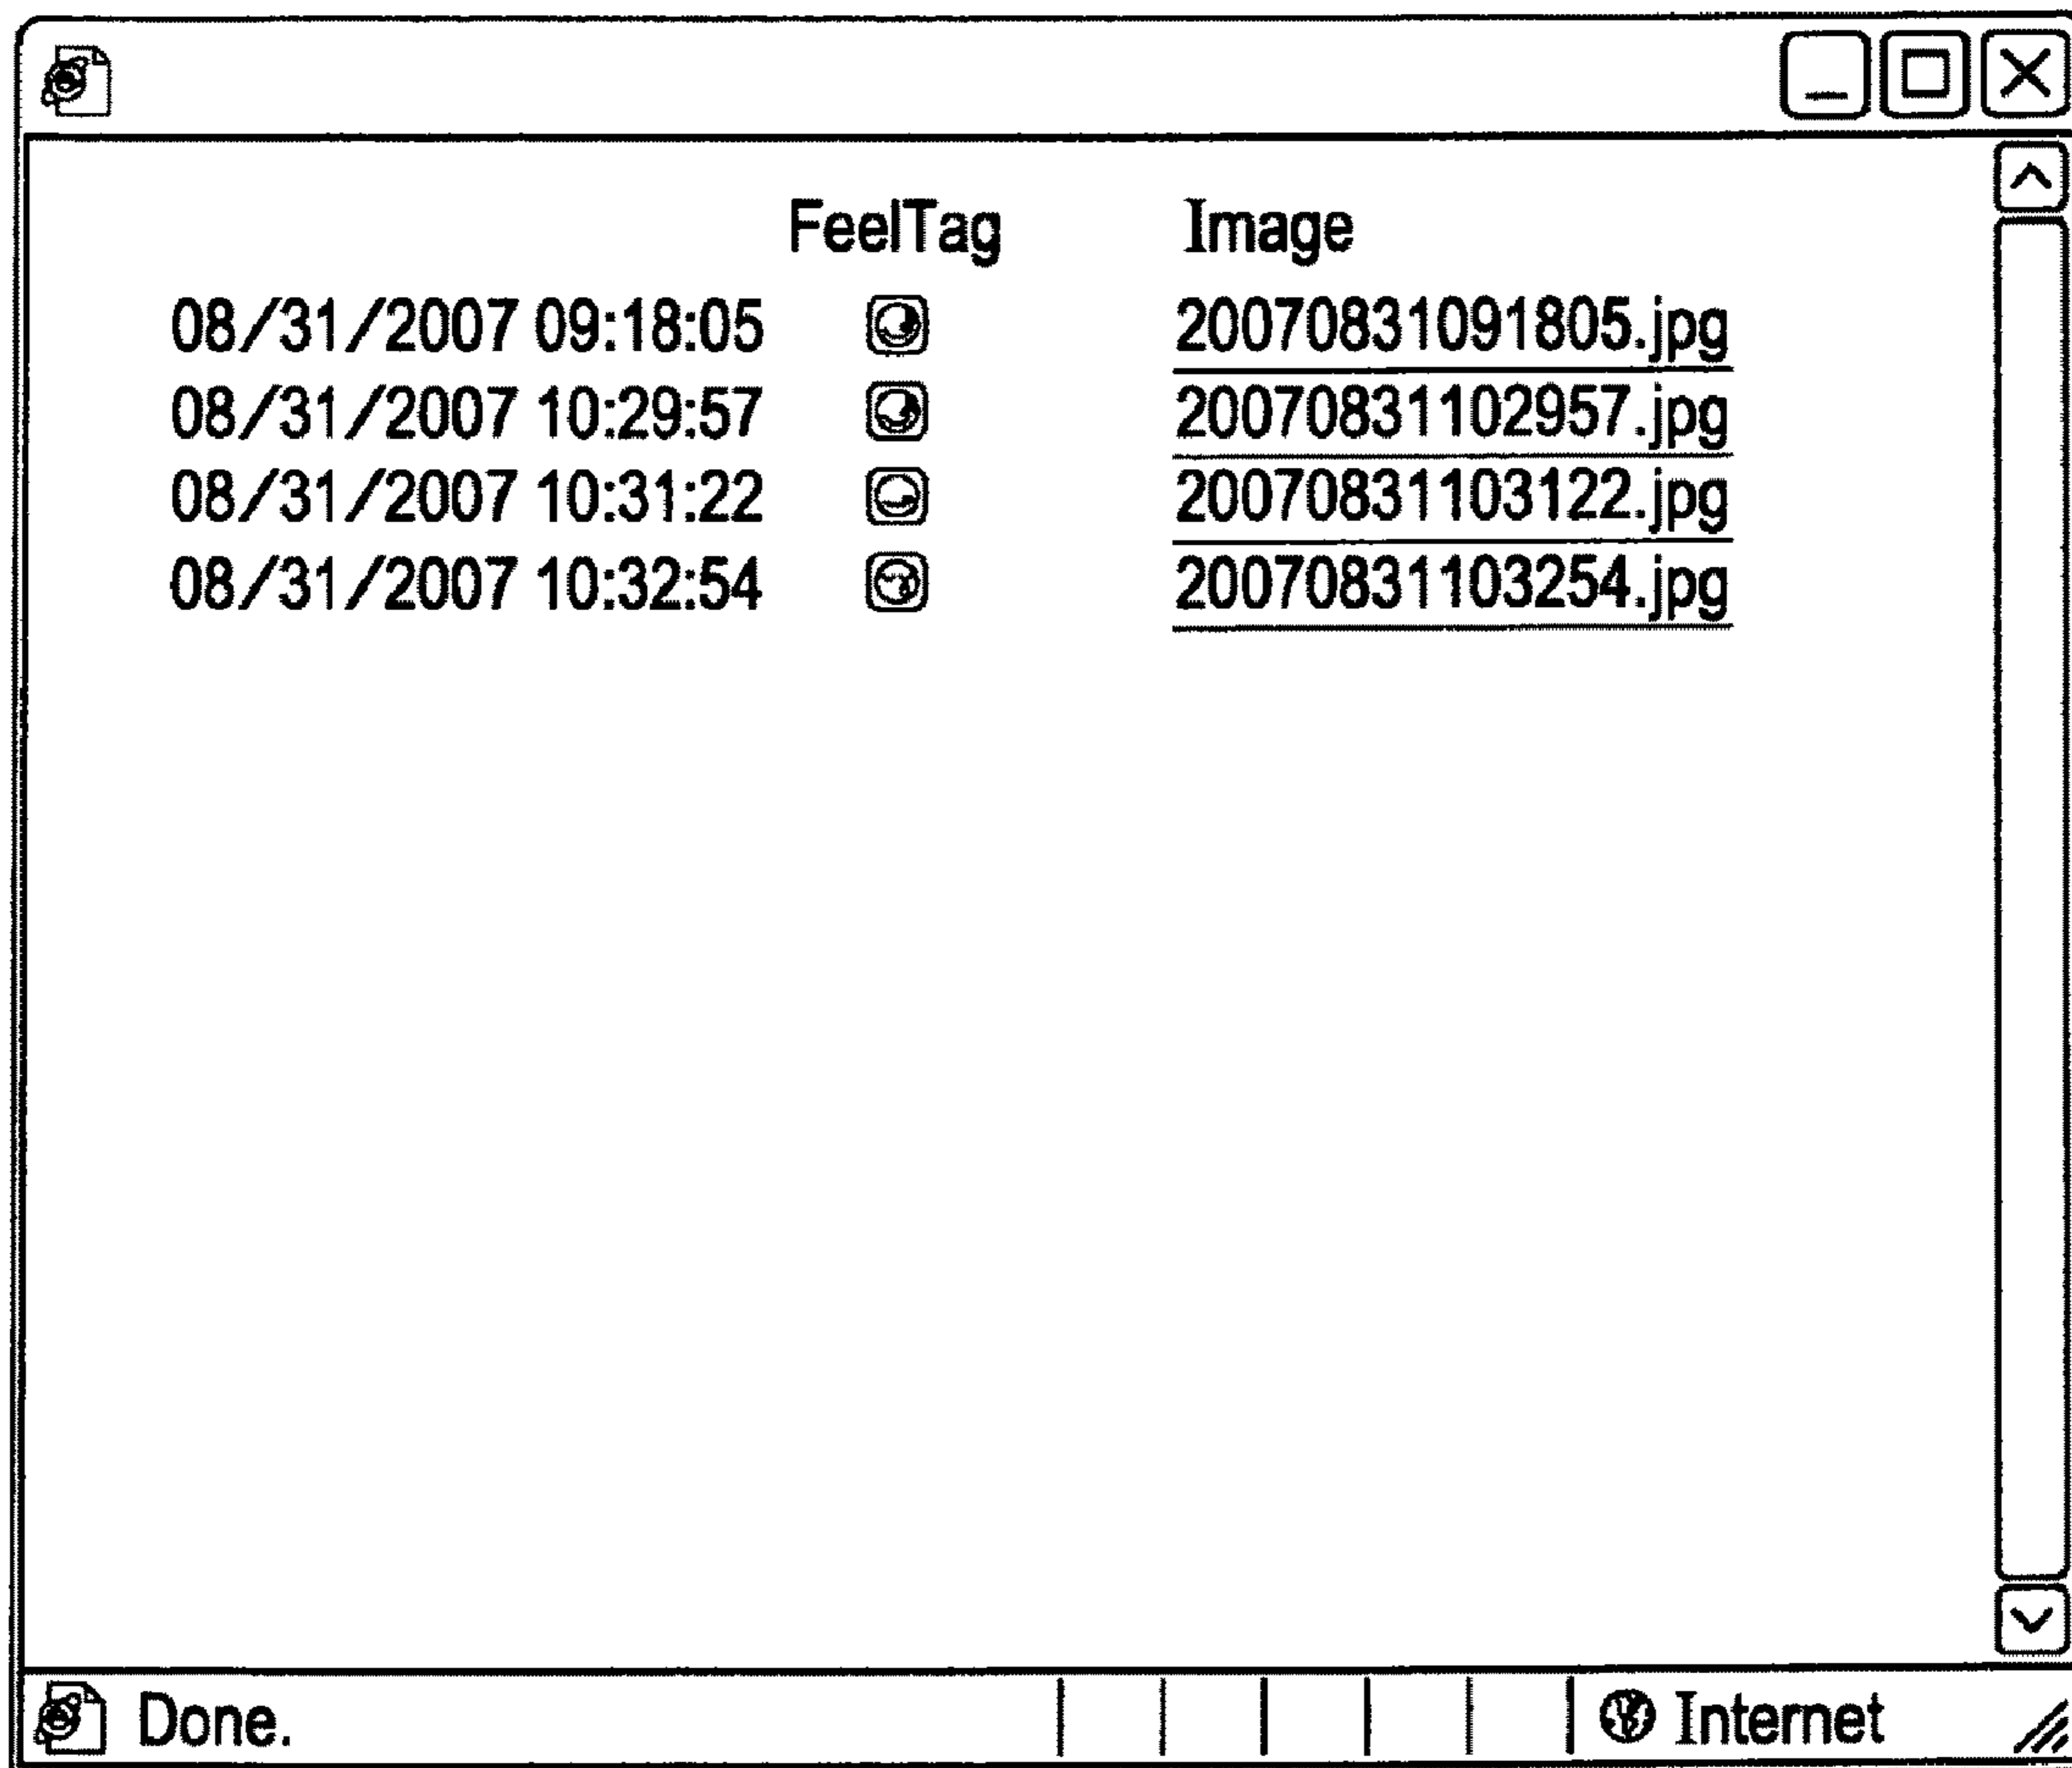 FeelTag Image
08/31/2007 09:18:05 20070831091805.jpg
08/31/2007 10:29:57 20070831102957.jpg
08/31/2007 10:31:22 20070831103122.jpg
08/31/2007 10:32:54 20070831103254.jpg
Done. Internet